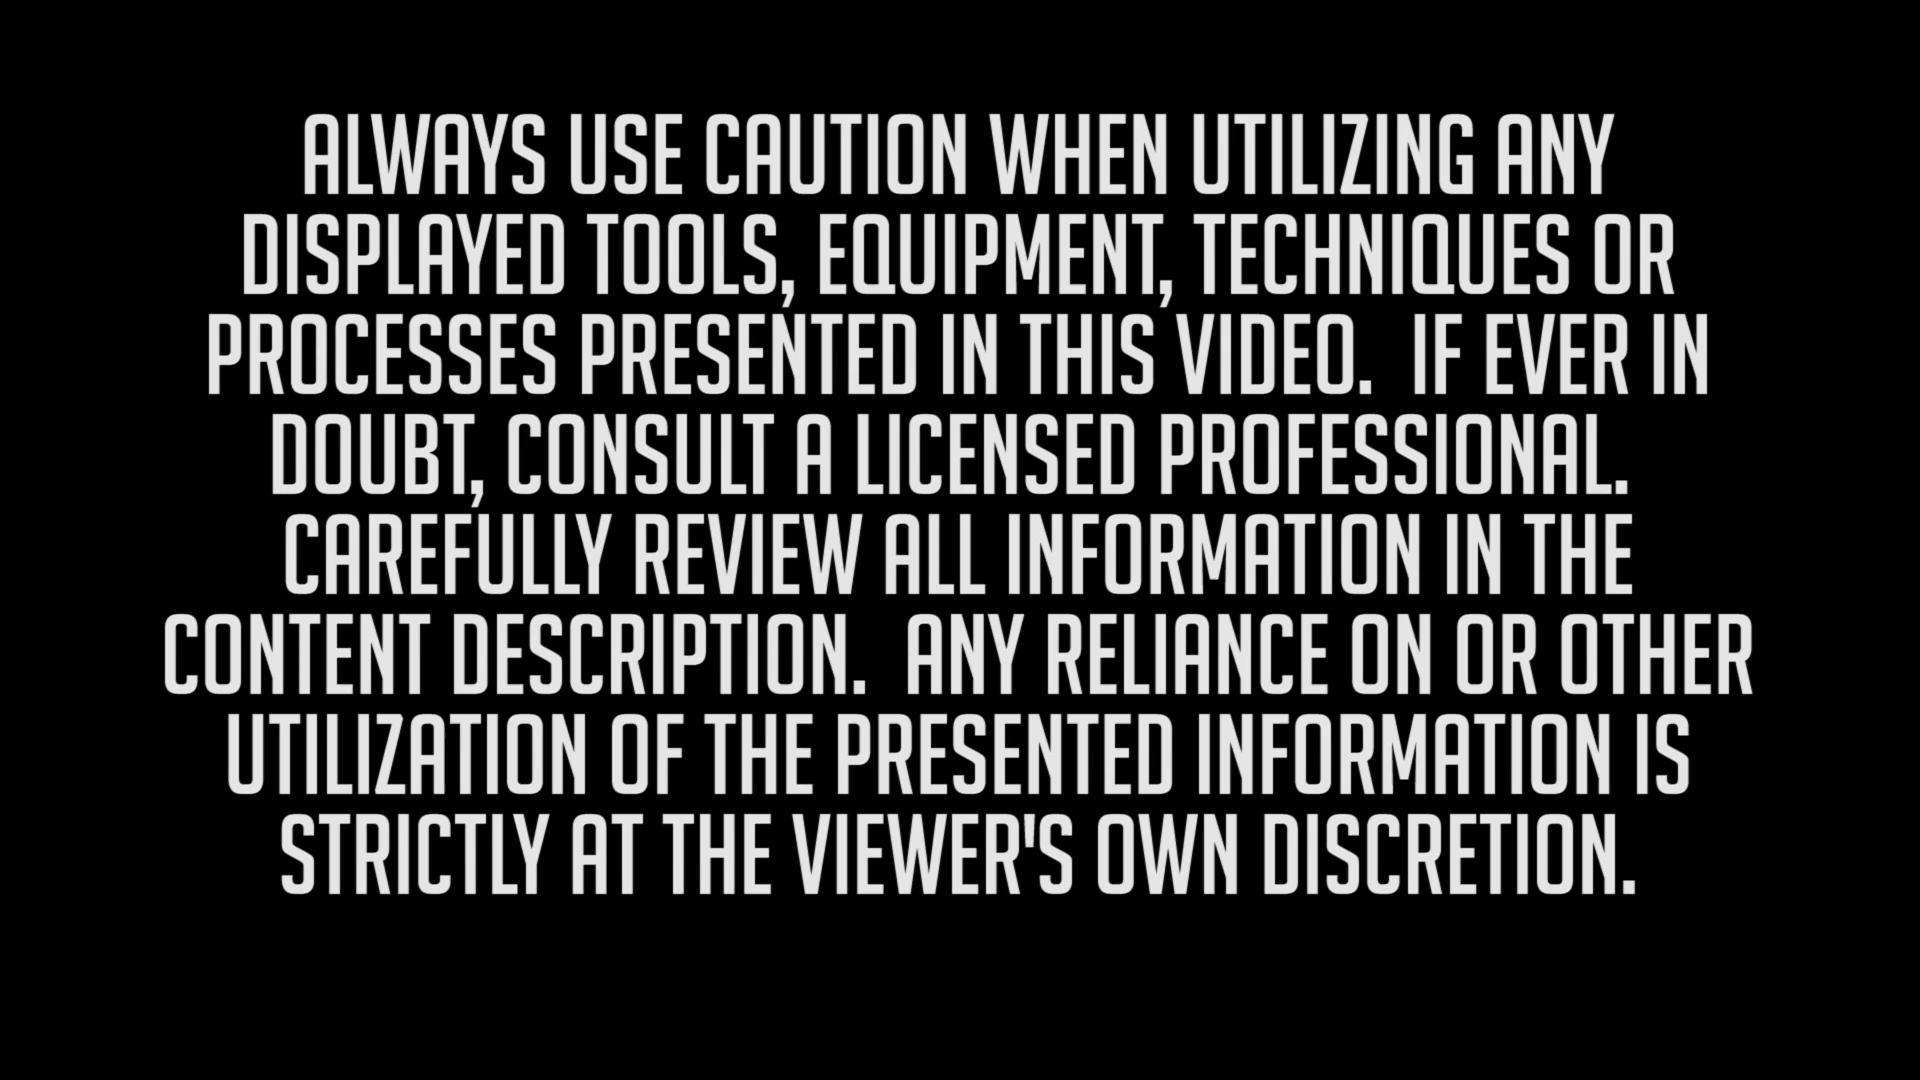 ALWAYS USE CAUTION WHEN UTILIZING ANY
DISPLAYED TOOLS, EQUIPMENT, TECHNIQUES OR
PROCESSES PRESENTED IN THIS VIDEO.  IF EVER IN
DOUBT, CONSULT A LICENSED PROFESSIONAL.
CAREFULLY REVIEW ALL INFORMATION IN THE
CONTENT DESCRIPTION.  ANY RELIANCE ON OR OTHER
UTILIZATION OF THE PRESENTED INFORMATION IS
STRICTLY AT THE VIEWER'S OWN DISCRETION.